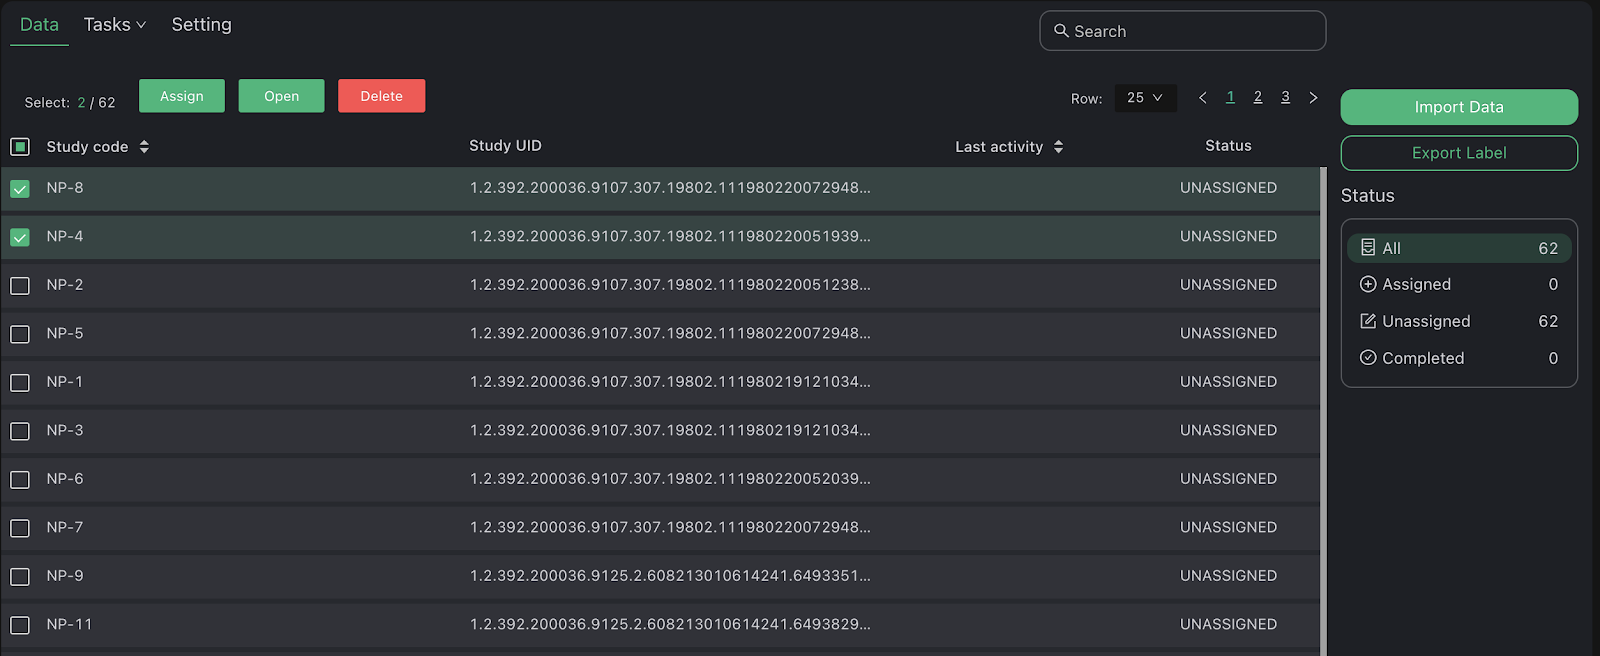 Data Tasks Setting
Search
Select: 2 / 62 Assign Open Delete Row: 25 1 2 3
Import Data
Export Label
Study code Study UID Last activity Status
NP-8 1.2.392.200036.9107.307.19802.111980220072948... UNASSIGNED
NP-4 1.2.392.200036.9107.307.19802.111980220051939... UNASSIGNED
NP-2 1.2.392.200036.9107.307.19802.111980220051238... UNASSIGNED
NP-5 1.2.392.200036.9107.307.19802.111980220072948... UNASSIGNED
NP-1 1.2.392.200036.9107.307.19802.111980219121034... UNASSIGNED
NP-3 1.2.392.200036.9107.307.19802.111980219121034... UNASSIGNED
NP-6 1.2.392.200036.9107.307.19802.111980220052039... UNASSIGNED
NP-7 1.2.392.200036.9107.307.19802.111980220072948... UNASSIGNED
NP-9 1.2.392.200036.9125.2.608213010614241.6493351... UNASSIGNED
NP-11 1.2.392.200036.9125.2.608213010614241.6493829... UNASSIGNED
Status
All 62
Assigned 0
Unassigned 62
Completed 0